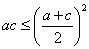 ac ≤ ((a+c)/2)²